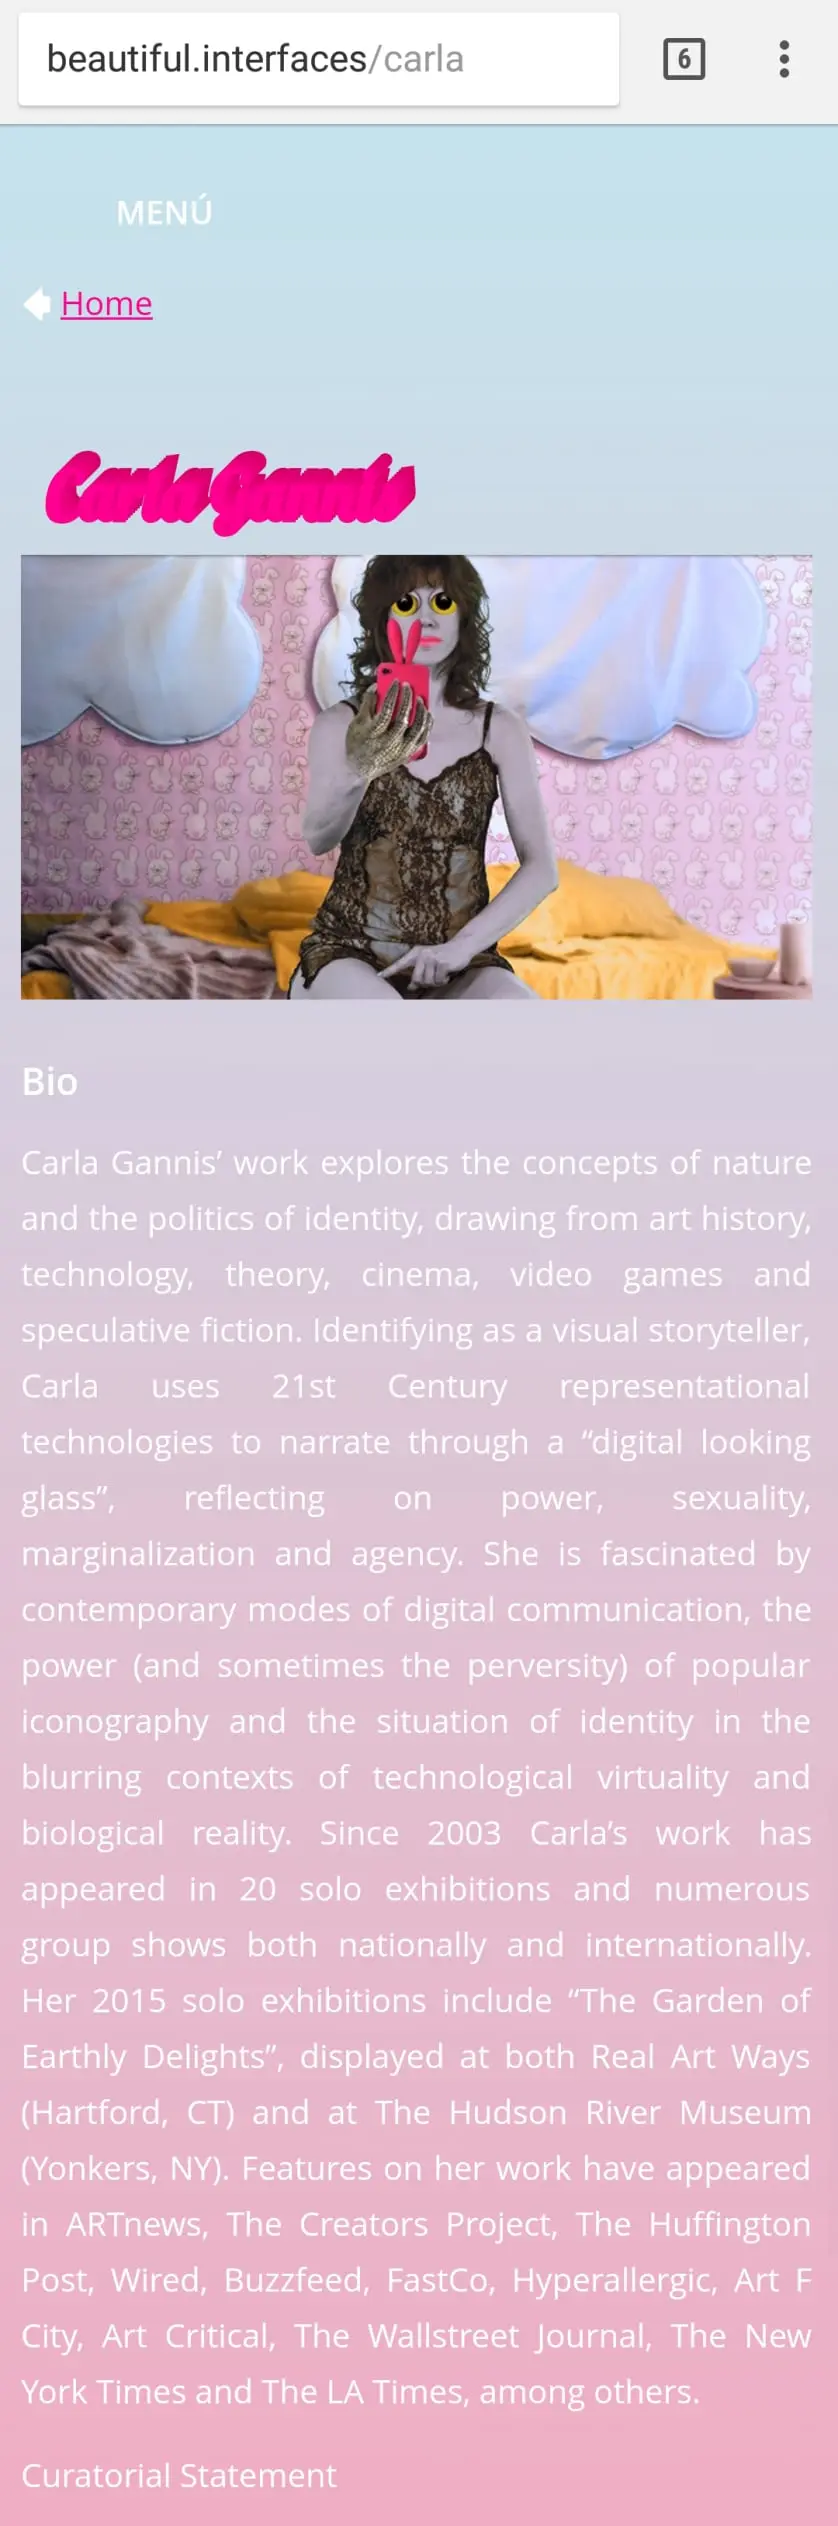 beautiful.interfaces/carla
6
MENÚ
Home
Carla Gannis
Bio
Carla Gannis’ work explores the concepts of nature
and the politics of identity, drawing from art history,
technology, theory, cinema, video games and
speculative fiction. Identifying as a visual storyteller,
Carla uses 21st Century representational
technologies to narrate through a “digital looking
glass”, reflecting on power, sexuality,
marginalization and agency. She is fascinated by
contemporary modes of digital communication, the
power (and sometimes the perversity) of popular
iconography and the situation of identity in the
blurring contexts of technological virtuality and
biological reality. Since 2003 Carla’s work has
appeared in 20 solo exhibitions and numerous
group shows both nationally and internationally.
Her 2015 solo exhibitions include “The Garden of
Earthly Delights”, displayed at both Real Art Ways
(Hartford, CT) and at The Hudson River Museum
(Yonkers, NY). Features on her work have appeared
in ARTnews, The Creators Project, The Huffington
Post, Wired, Buzzfeed, FastCo, Hyperallergic, Art F
City, Art Critical, The Wallstreet Journal, The New
York Times and The LA Times, among others.
Curatorial Statement